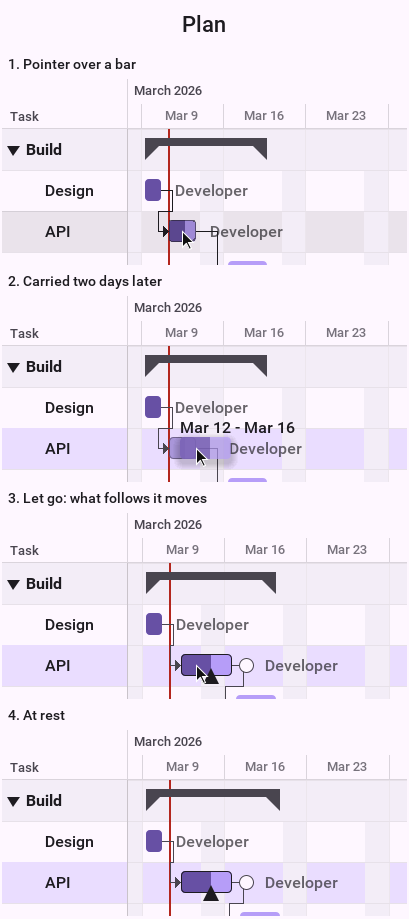 Plan
1. Pointer over a bar
March 2026
Task
Mar 9
Mar 16
Mar 23
Build
Design
Developer
API
Developer
2. Carried two days later
March 2026
Task
Mar 9
Mar 16
Mar 23
Build
Design
Developer
Mar 12 - Mar 16
API
Developer
3. Let go: what follows it moves
March 2026
Task
Mar 9
Mar 16
Mar 23
Build
Design
Developer
API
Developer
4. At rest
March 2026
Task
Mar 9
Mar 16
Mar 23
Build
Design
Developer
API
Developer